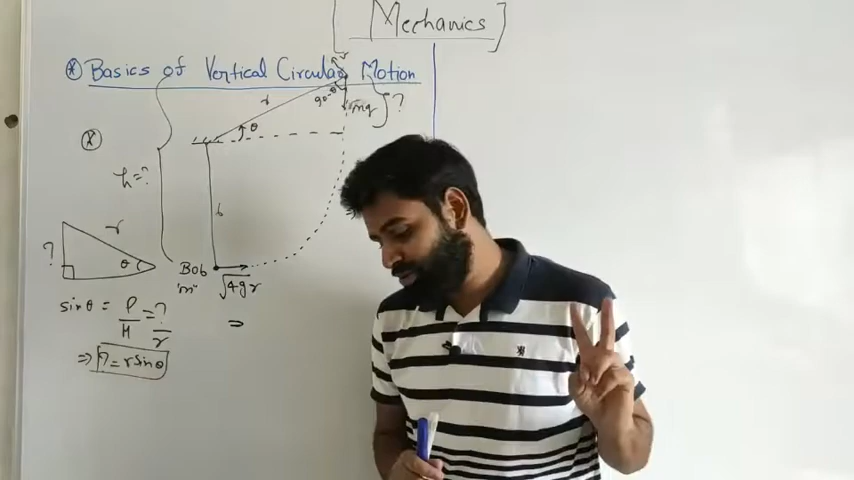 [Mechanics]
* Basics of Vertical Circular Motion
*
r
90-θ
mg ?
θ
h=?
r
?
θ
Bob
"m"
√4gr
sinθ = P/H = ?/r
=
⇒ ? = r sinθ